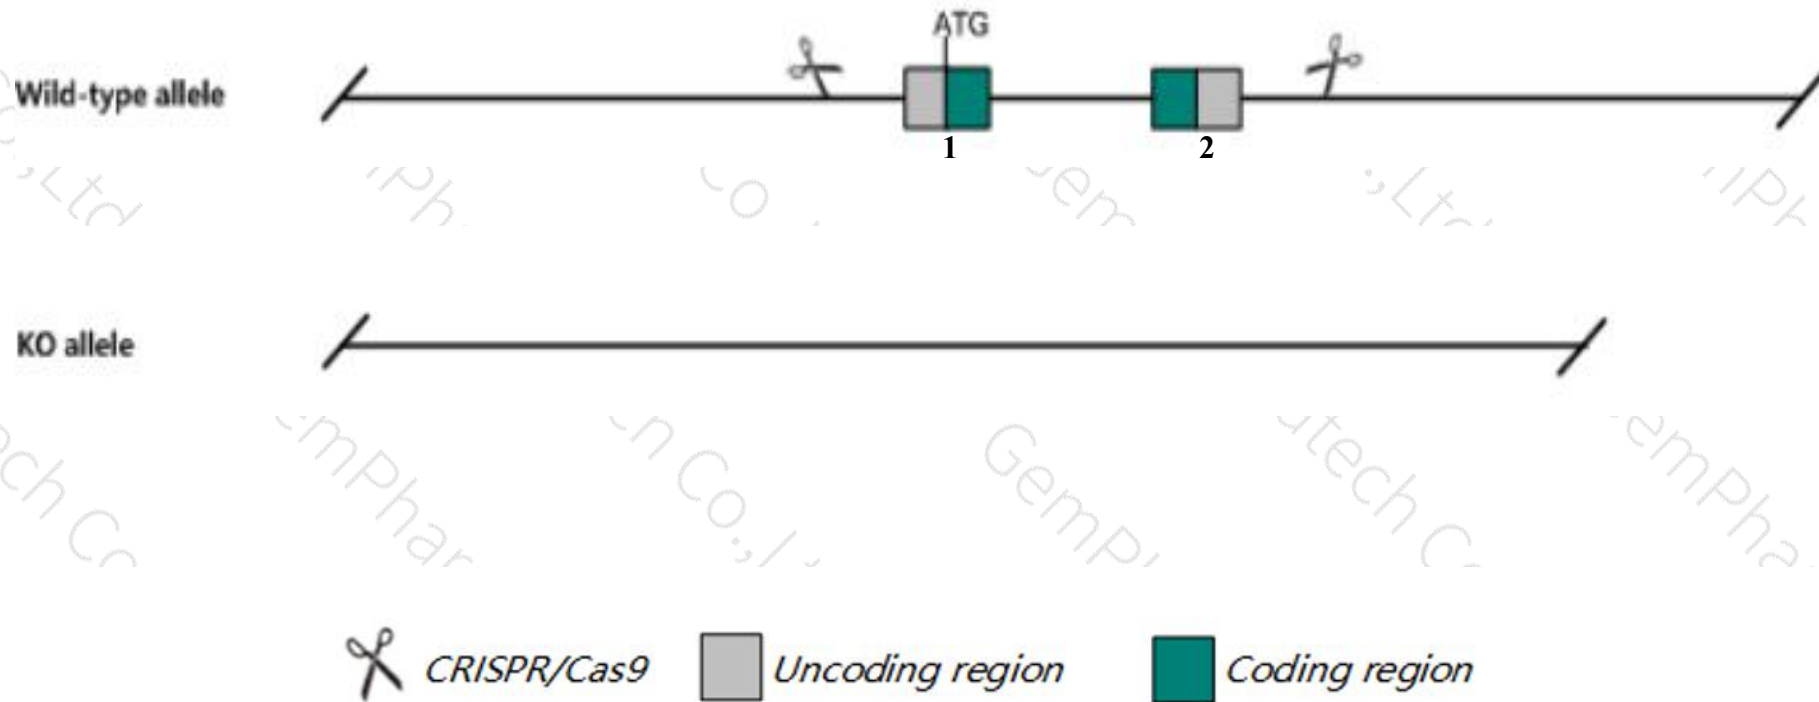 ATG
Wild-type allele
1 2
KO allele
CRISPR/Cas9 Uncoding region Coding region